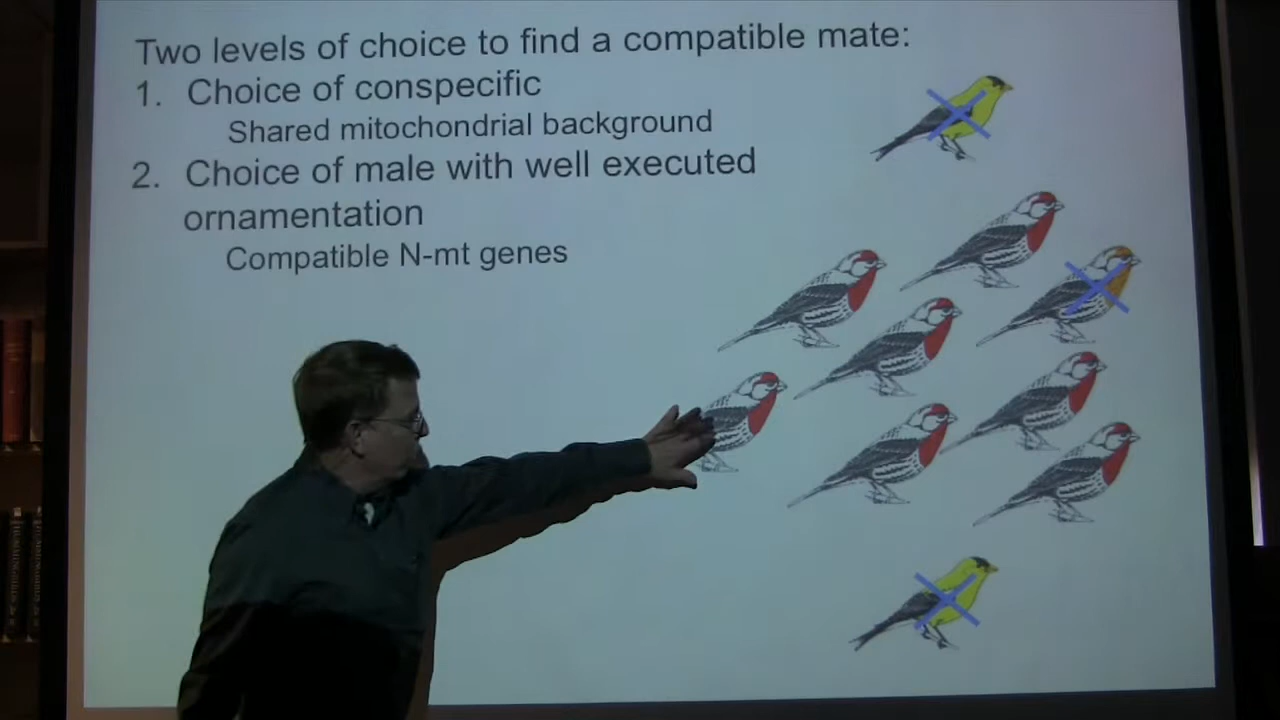 Two levels of choice to find a compatible mate:
1. Choice of conspecific
Shared mitochondrial background
2. Choice of male with well executed
ornamentation
Compatible N-mt genes